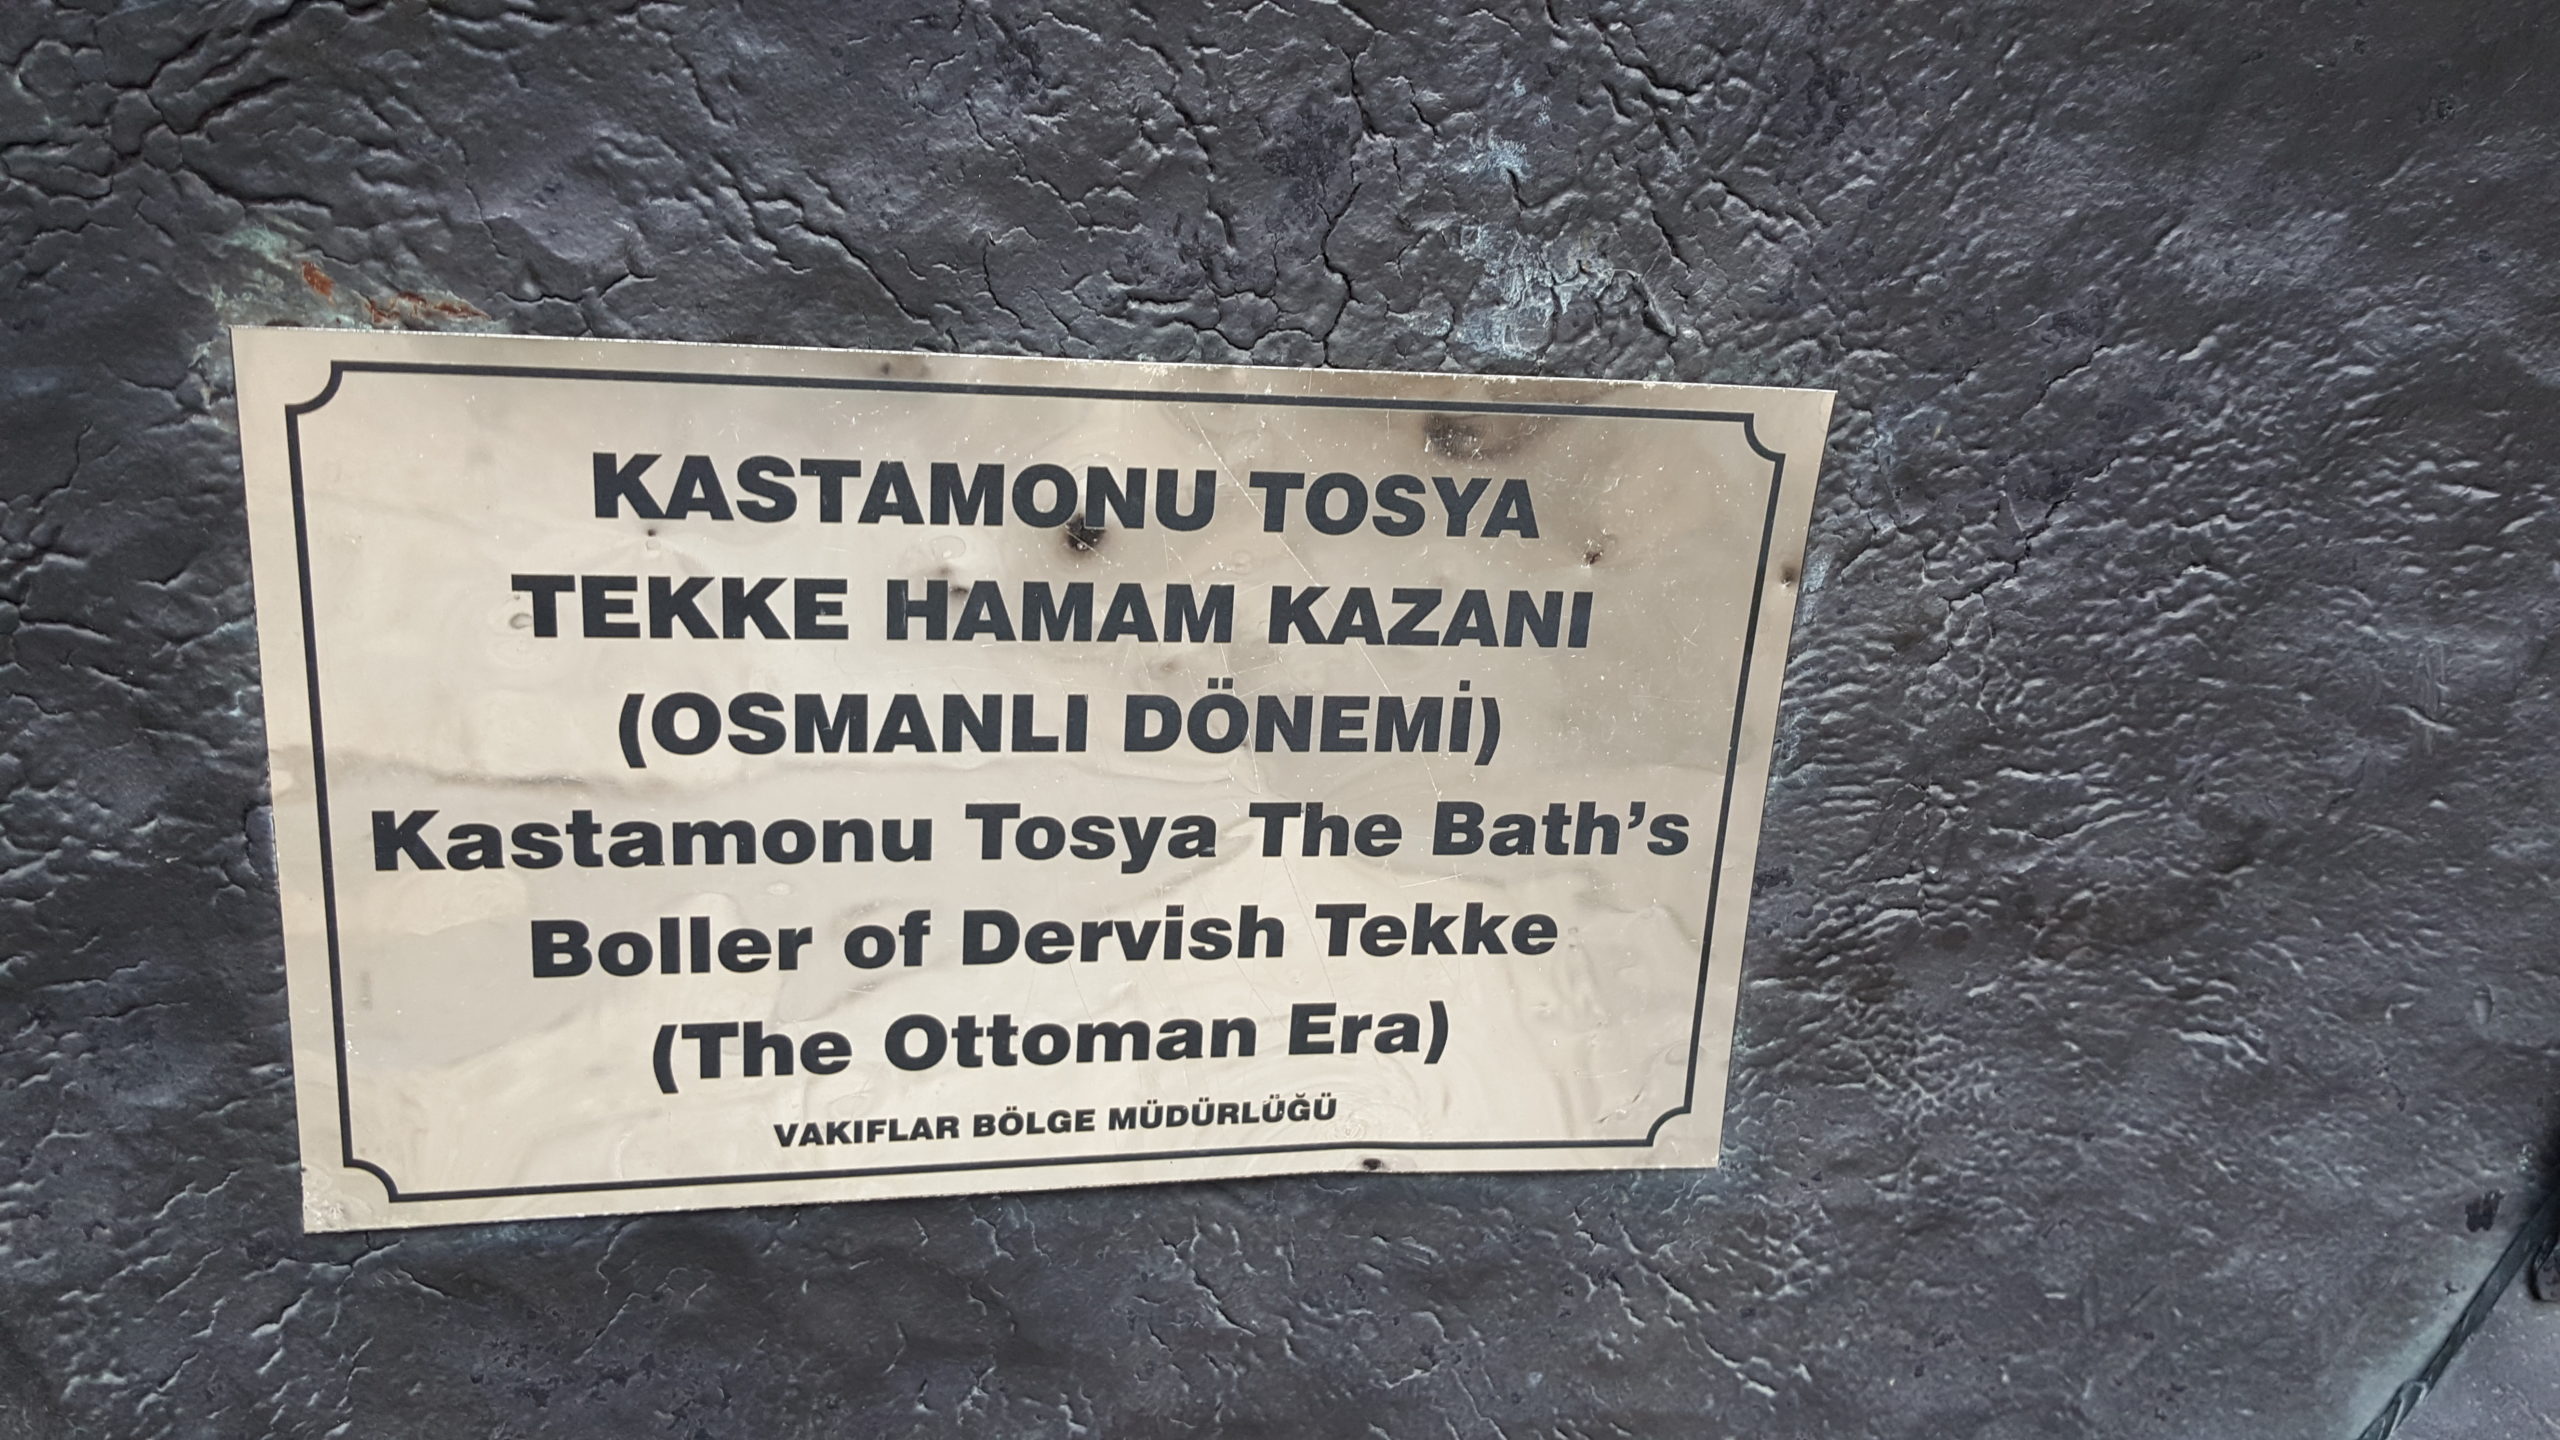 KASTAMONU TOSYA
TEKKE HAMAM KAZANI
(OSMANLI DÖNEMİ)
Kastamonu Tosya The Bath's
Boller of Dervish Tekke
(The Ottoman Era)
VAKIFLAR BÖLGE MÜDÜRLÜĞÜ